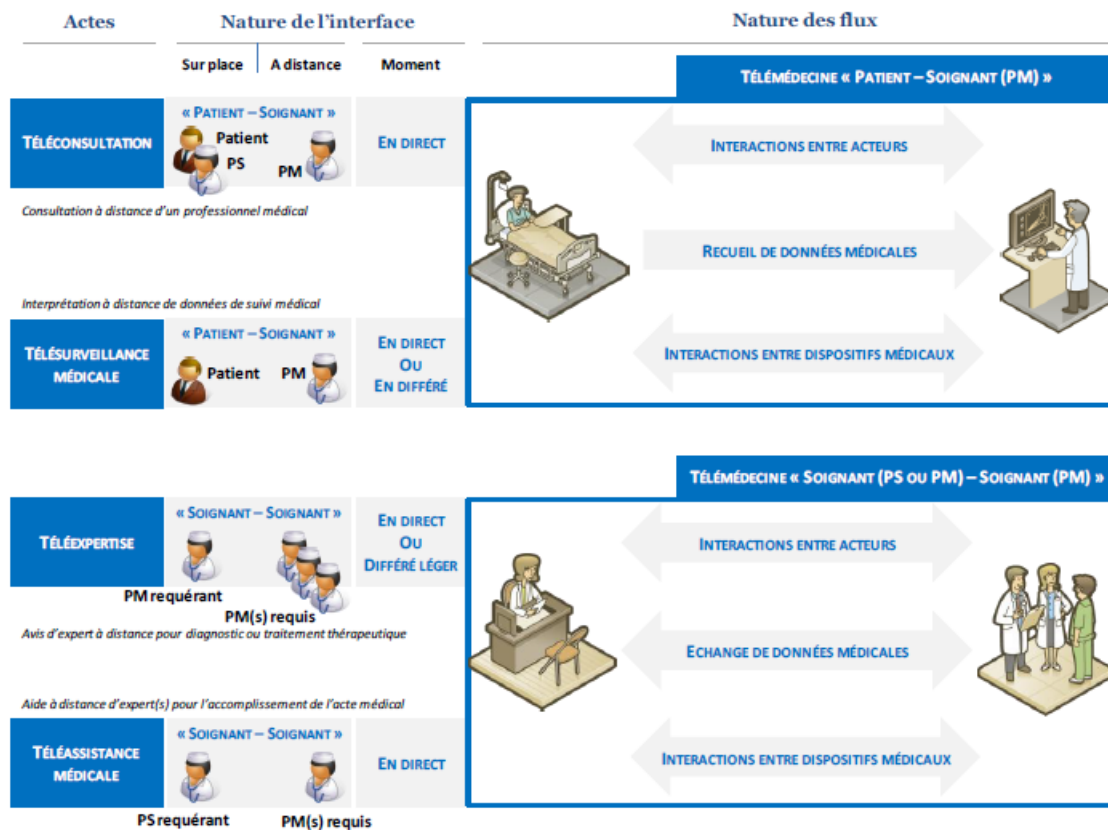 Actes
Nature de l'interface
Nature des flux
Sur place
A distance
Moment
TÉLÉMÉDECINE « PATIENT – SOIGNANT (PM) »
TÉLÉCONSULTATION
« PATIENT – SOIGNANT »
Patient
PS
PM
EN DIRECT
INTERACTIONS ENTRE ACTEURS
Consultation à distance d'un professionnel médical
RECUEIL DE DONNÉES MÉDICALES
Interprétation à distance de données de suivi médical
TÉLÉSURVEILLANCE
MÉDICALE
« PATIENT – SOIGNANT »
Patient
PM
EN DIRECT
OU
EN DIFFÉRÉ
INTERACTIONS ENTRE DISPOSITIFS MÉDICAUX
TÉLÉMÉDECINE « SOIGNANT (PS OU PM) – SOIGNANT (PM) »
TÉLÉEXPERTISE
« SOIGNANT – SOIGNANT »
PM requérant
PM(s) requis
EN DIRECT
OU
DIFFÉRÉ LÉGER
INTERACTIONS ENTRE ACTEURS
Avis d'expert à distance pour diagnostic ou traitement thérapeutique
ECHANGE DE DONNÉES MÉDICALES
Aide à distance d'expert(s) pour l'accomplissement de l'acte médical
TÉLÉASSISTANCE
MÉDICALE
« SOIGNANT – SOIGNANT »
PS requérant
PM(s) requis
EN DIRECT
INTERACTIONS ENTRE DISPOSITIFS MÉDICAUX